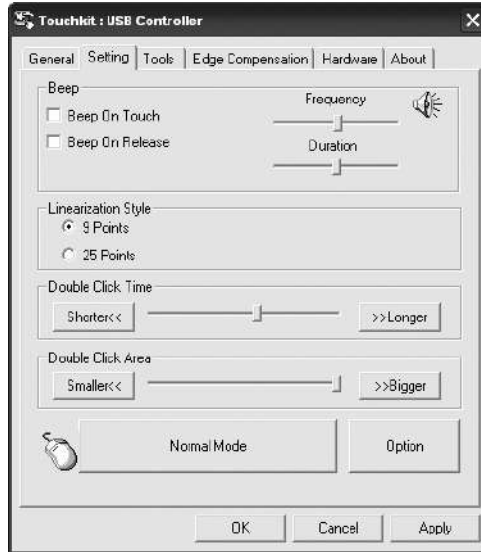 Touchkit : USB Controller
General Setting Tools Edge Compensation Hardware About
Beep
Beep On Touch
Beep On Release
Frequency
Duration
Linearization Style
9 Points
25 Points
Double Click Time
Shorter<< >>Longer
Double Click Area
Smaller<< >>Bigger
Normal Mode Option
OK Cancel Apply